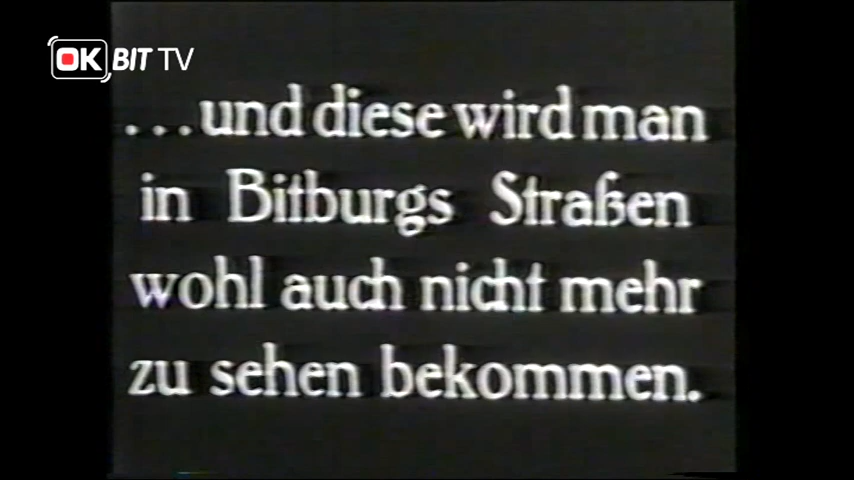 OK BIT TV
...und diese wird man
in Bitburgs Straßen
wohl auch nicht mehr
zu sehen bekommen.